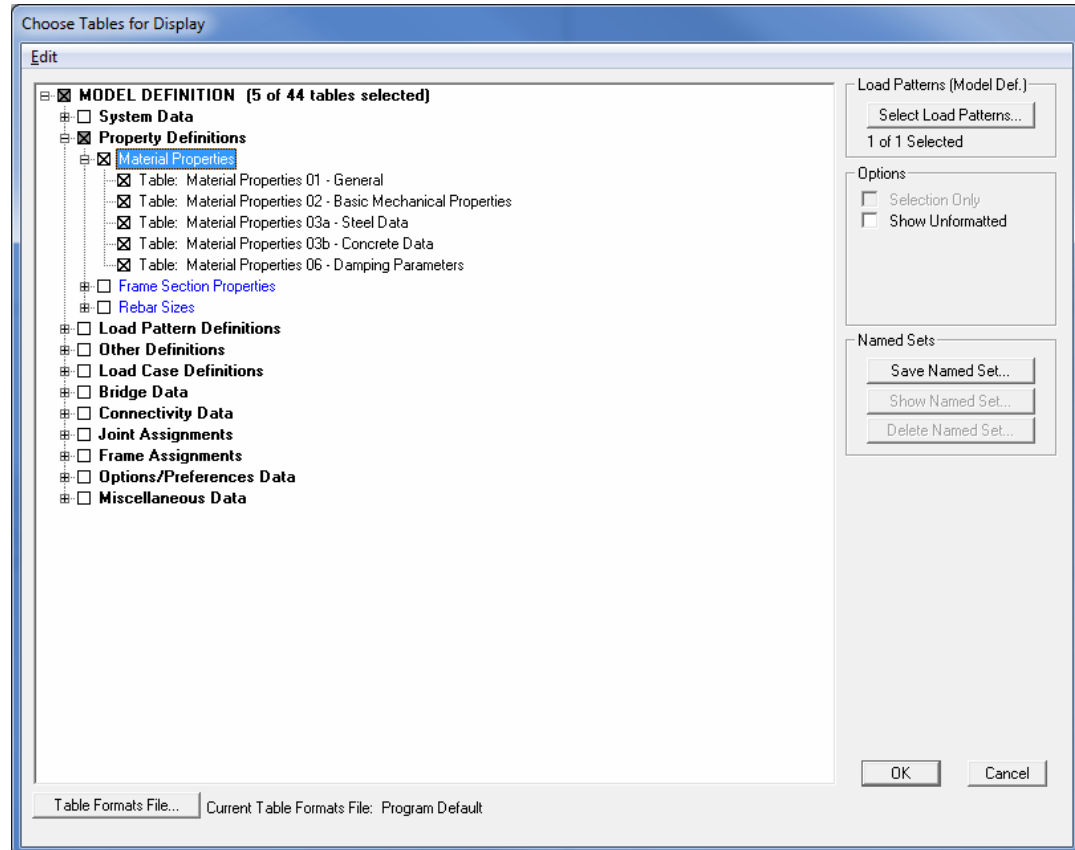 Choose Tables for Display
Edit
MODEL DEFINITION (5 of 44 tables selected)
System Data
Property Definitions
Material Properties
Table: Material Properties 01 - General
Table: Material Properties 02 - Basic Mechanical Properties
Table: Material Properties 03a - Steel Data
Table: Material Properties 03b - Concrete Data
Table: Material Properties 06 - Damping Parameters
Frame Section Properties
Rebar Sizes
Load Pattern Definitions
Other Definitions
Load Case Definitions
Bridge Data
Connectivity Data
Joint Assignments
Frame Assignments
Options/Preferences Data
Miscellaneous Data
Load Patterns (Model Def.)
Select Load Patterns...
1 of 1 Selected
Options
Selection Only
Show Unformatted
Named Sets
Save Named Set...
Show Named Set...
Delete Named Set...
OK Cancel
Table Formats File... Current Table Formats File: Program Default